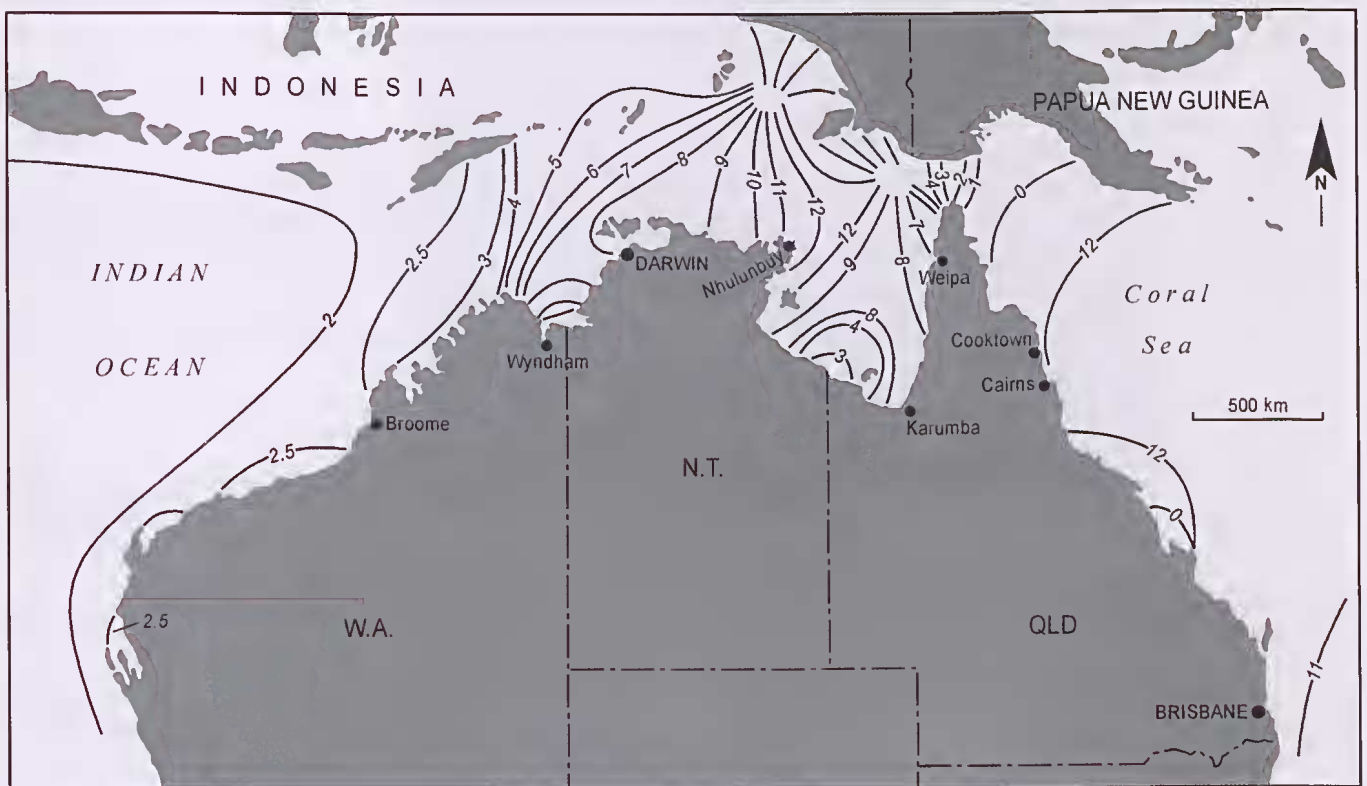 INDONESIA
PAPUA NEW GUINEA
N
5
6
7
8
9
10
11
12
4
3
2
1
0
12
4
2.5
3
2
12
9
8
7
INDIAN
OCEAN
DARWIN
Nhulunbuy
Weipa
Coral
Sea
Wyndham
8
4
3
Cooktown
Cairns
500 km
Broome
Karumba
2.5
N.T.
12
0
2.5
W.A.
QLD
11
BRISBANE